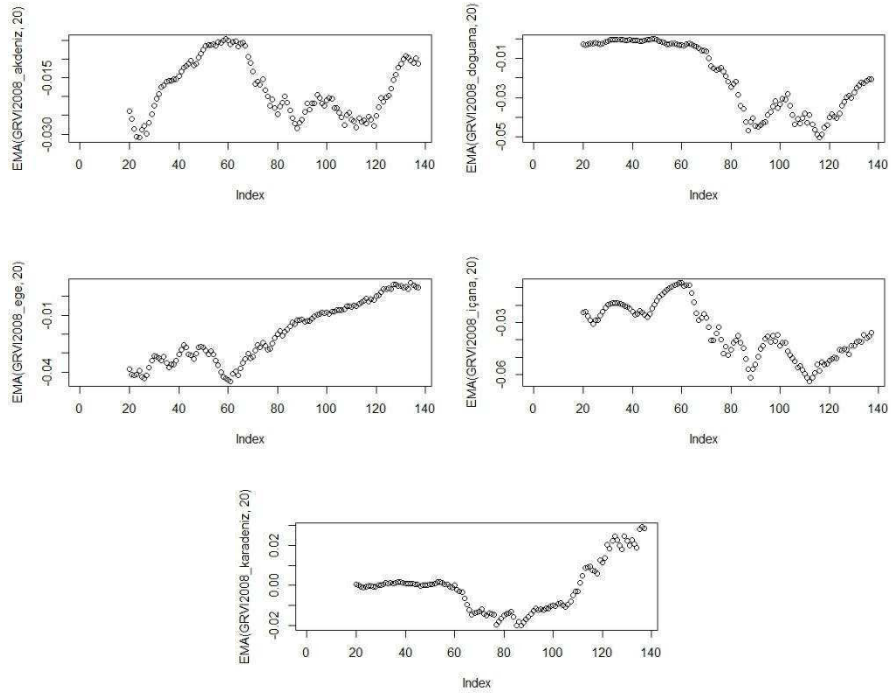 EMA(GRVI2008_akdeniz, 20)
-0.015
-0.030
0 20 40 60 80 100 120 140
Index
EMA(GRVI2008_doguana, 20)
-0.01
-0.03
-0.05
0 20 40 60 80 100 120 140
Index
EMA(GRVI2008_ege, 20)
-0.01
-0.04
0 20 40 60 80 100 120 140
Index
EMA(GRVI2008_içana, 20)
-0.03
-0.06
0 20 40 60 80 100 120 140
Index
EMA(GRVI2008_karadeniz, 20)
0.02
0.00
-0.02
0 20 40 60 80 100 120 140
Index